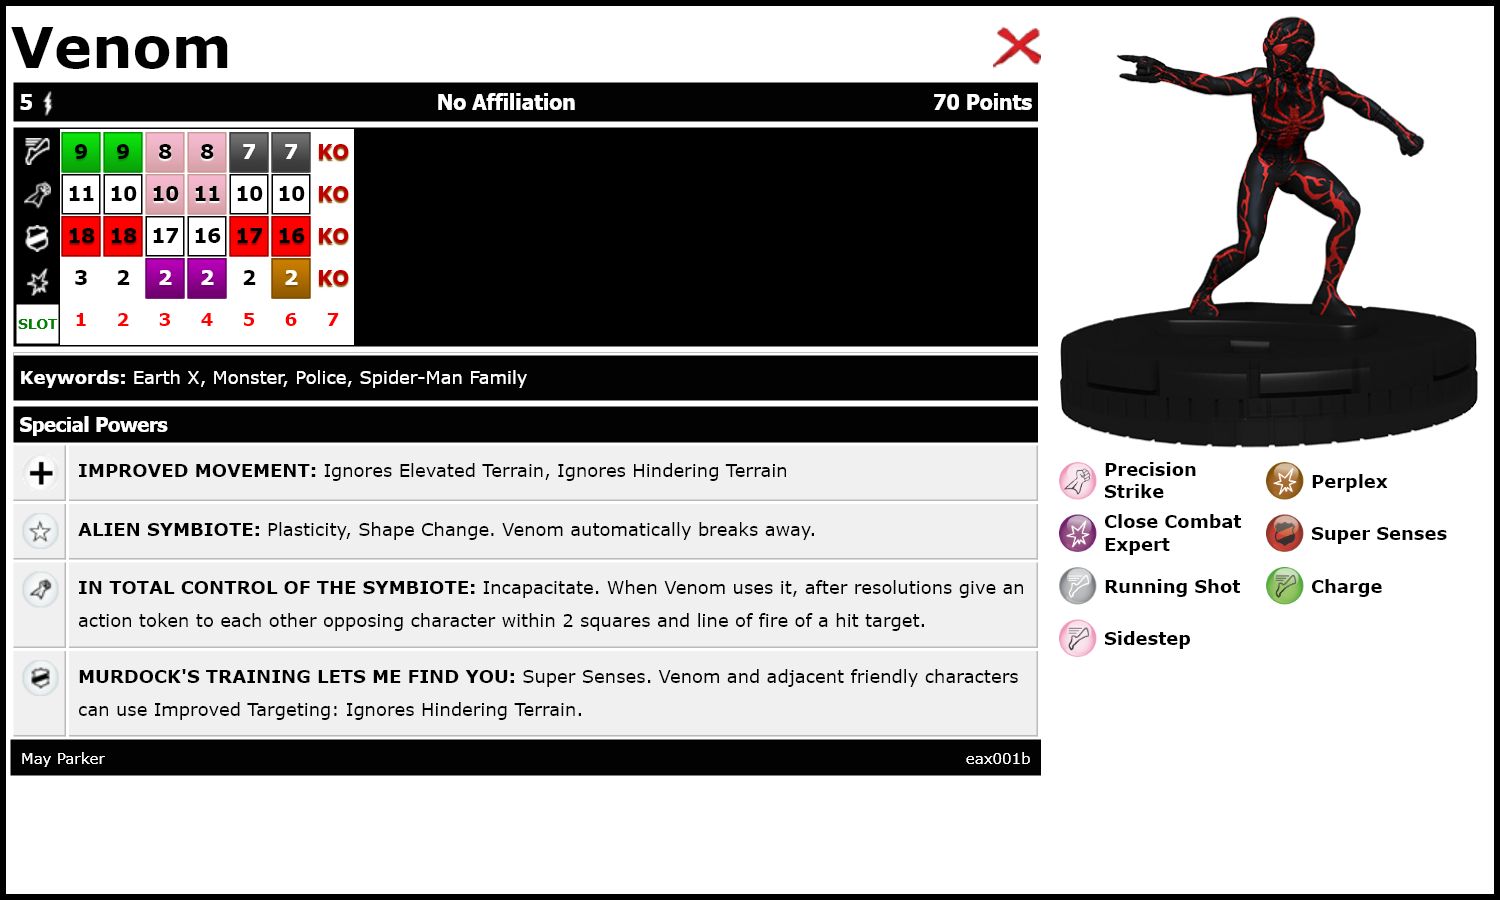 Venom
5 No Affiliation 70 Points
9 9 8 8 7 7 KO
11 10 10 11 10 10 KO
18 18 17 16 17 16 KO
3 2 2 2 2 2 KO
SLOT 1 2 3 4 5 6 7
Keywords: Earth X, Monster, Police, Spider-Man Family
Special Powers
IMPROVED MOVEMENT: Ignores Elevated Terrain, Ignores Hindering Terrain
ALIEN SYMBIOTE: Plasticity, Shape Change. Venom automatically breaks away.
IN TOTAL CONTROL OF THE SYMBIOTE: Incapacitate. When Venom uses it, after resolutions give an
action token to each other opposing character within 2 squares and line of fire of a hit target.
MURDOCK'S TRAINING LETS ME FIND YOU: Super Senses. Venom and adjacent friendly characters
can use Improved Targeting: Ignores Hindering Terrain.
May Parker eax001b
Precision
Strike
Perplex
Close Combat
Expert
Super Senses
Running Shot
Charge
Sidestep